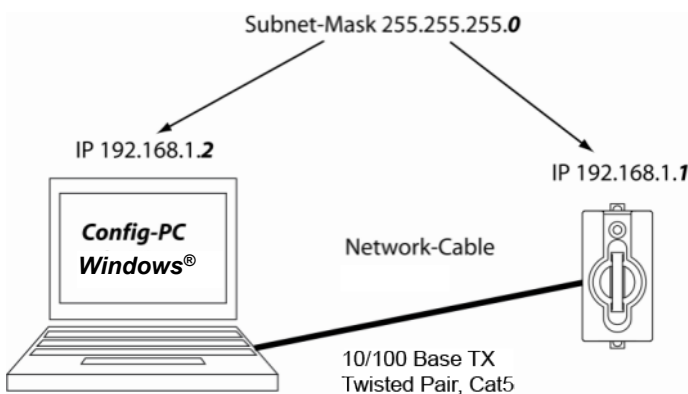 Subnet-Mask 255.255.255.0
IP 192.168.1.2
IP 192.168.1.1
Config-PC
Windows®
Network-Cable
10/100 Base TX
Twisted Pair, Cat5